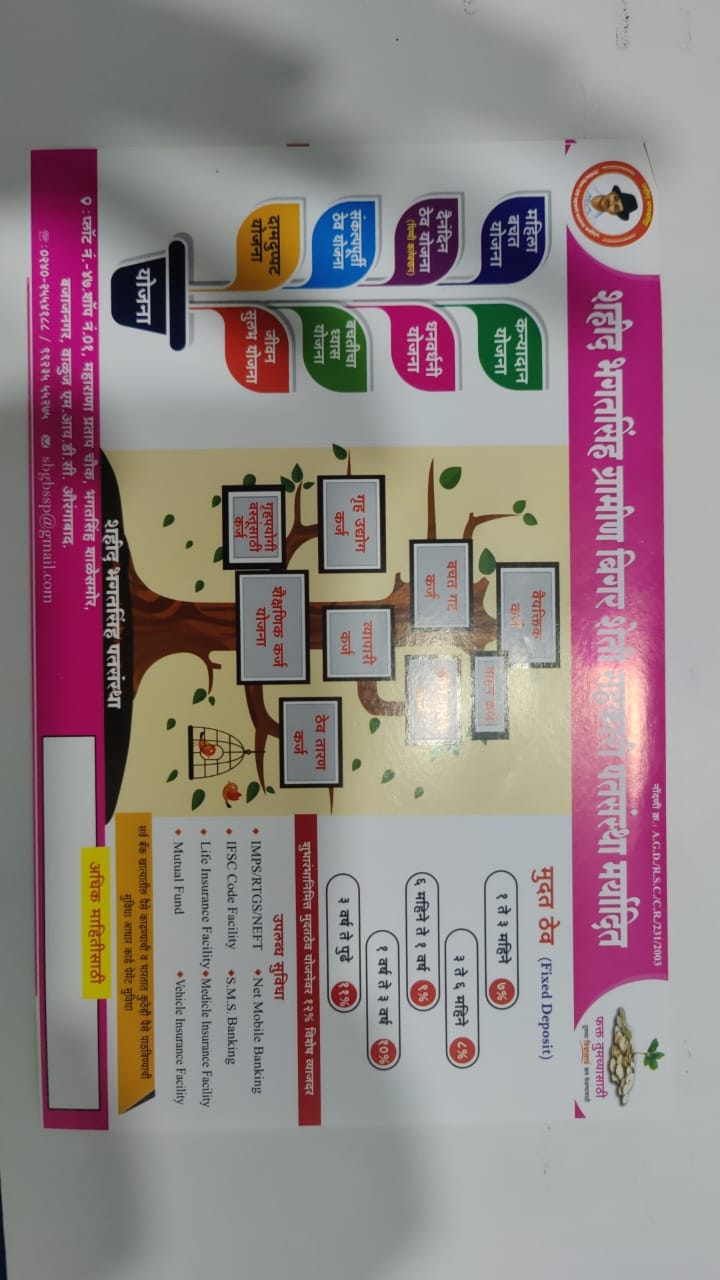 नोंदणी क्र.: A.G.D./R.S.C./C.R./231/2003
शहीद भगतसिंह ग्रामीण बिगर शेती सहकारी पतसंस्था मर्यादित
फक्त तुमच्यासाठी
महिला
बचत
योजना
कन्यादान
योजना
दैनंदिन
ठेव योजना
(पिग्मी कलेक्शन)
धनवर्धनी
योजना
संकल्पपूर्ती
ठेव योजना
बचतीचा
ध्यास
योजना
दामदुप्पट
योजना
जीवन
सुलभ योजना
योजना
वैयक्तिक
कर्ज
वाहन कर्ज
बचत गट
कर्ज
कर्ज
गृह उद्योग
कर्ज
व्यापारी
कर्ज
ठेव तारण
कर्ज
गृहपयोगी
वस्तूंसाठी
कर्ज
शैक्षणिक कर्ज
योजना
शहीद भगतसिंह पतसंस्था
मुदत ठेव (Fixed Deposit)
१ ते ३ महिने ७%
३ ते ६ महिने ८%
६ महिने ते १ वर्ष ९%
१ वर्ष ते ३ वर्ष १०%
३ वर्ष ते पुढे ११%
शुभारंभानिमित्त मुदतठेव योजनेवर १२% विशेष व्याजदर
उपलब्ध सुविधा
IMPS/RTGS/NEFT Net Mobile Banking
IFSC Code Facility S.M.S. Banking
Life Insurance Facility Medicle Insurance Facility
Mutual Fund Vehicle Insurance Facility
सर्व बँक खात्यातील पैसे काढण्याची व भारतात कुठेही पैसे पाठविण्याची
सुविधा आधार कार्ड पेमेंट सुविधा
अधिक माहितीसाठी
: प्लॉट नं.-४७,शॉप नं.०१, महाराणा प्रताप चौक, भगतसिंह शाळेसमोर,
बजाजनगर, वाळुज एम.आय.डी.सी. औरंगाबाद.
:०२४०-२५५४१८८ / ९९२३५ ५५२७५ sbgbssp@gmail.com